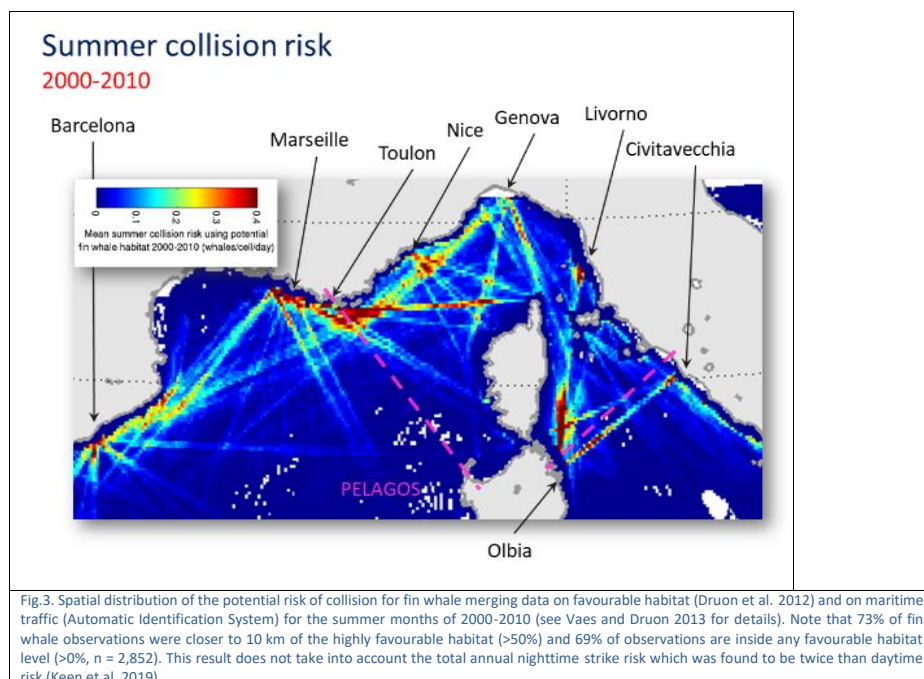 Summer collision risk
2000-2010
Barcelona
Marseille
Toulon
Nice
Genova
Livorno
Civitavecchia
0
0.1
0.2
0.3
0.4
Mean summer collision risk using potential
fin whale habitat 2000-2010 (whales/cell/day)
PELAGOS
Olbia
Fig.3. Spatial distribution of the potential risk of collision for fin whale merging data on favourable habitat (Druon et al. 2012) and on maritime
traffic (Automatic Identification System) for the summer months of 2000-2010 (see Vaes and Druon 2013 for details). Note that 73% of fin
whale observations were closer to 10 km of the highly favourable habitat (>50%) and 69% of observations are inside any favourable habitat
level (>0%, n = 2,852). This result does not take into account the total annual nighttime strike risk which was found to be twice than daytime
risk (Keen et al. 2019)